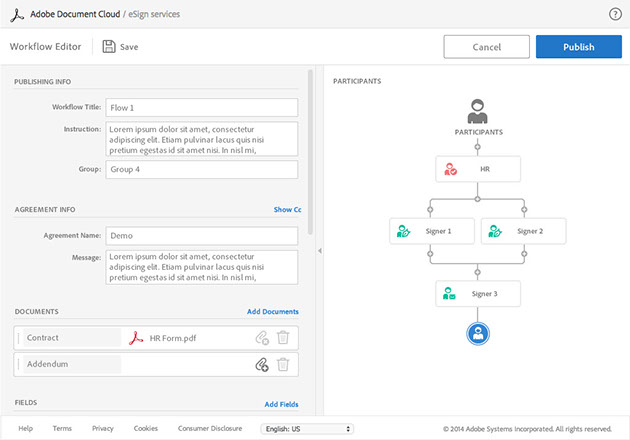 Adobe Document Cloud / eSign services
?
Workflow Editor
Save
Cancel
Publish
PUBLISHING INFO
Workflow Title:
Flow 1
Instruction:
Lorem ipsum dolor sit amet, consectetur
adipiscing elit. Etiam pulvinar lacus quis nisi
pretium egestas id sit amet nisi. In nisl mi,
Group:
Group 4
AGREEMENT INFO
Show Cc
Agreement Name:
Demo
Message:
Lorem ipsum dolor sit amet, consectetur
adipiscing elit. Etiam pulvinar lacus quis nisi
pretium egestas id sit amet nisi. In nisl mi,
DOCUMENTS
Add Documents
Contract
HR Form.pdf
Addendum
FIELDS
Add Fields
PARTICIPANTS
PARTICIPANTS
HR
Signer 1
Signer 2
Signer 3
Help
Terms
Privacy
Cookies
Consumer Disclosure
English: US
© 2014 Adobe Systems Incorporated. All rights reserved.